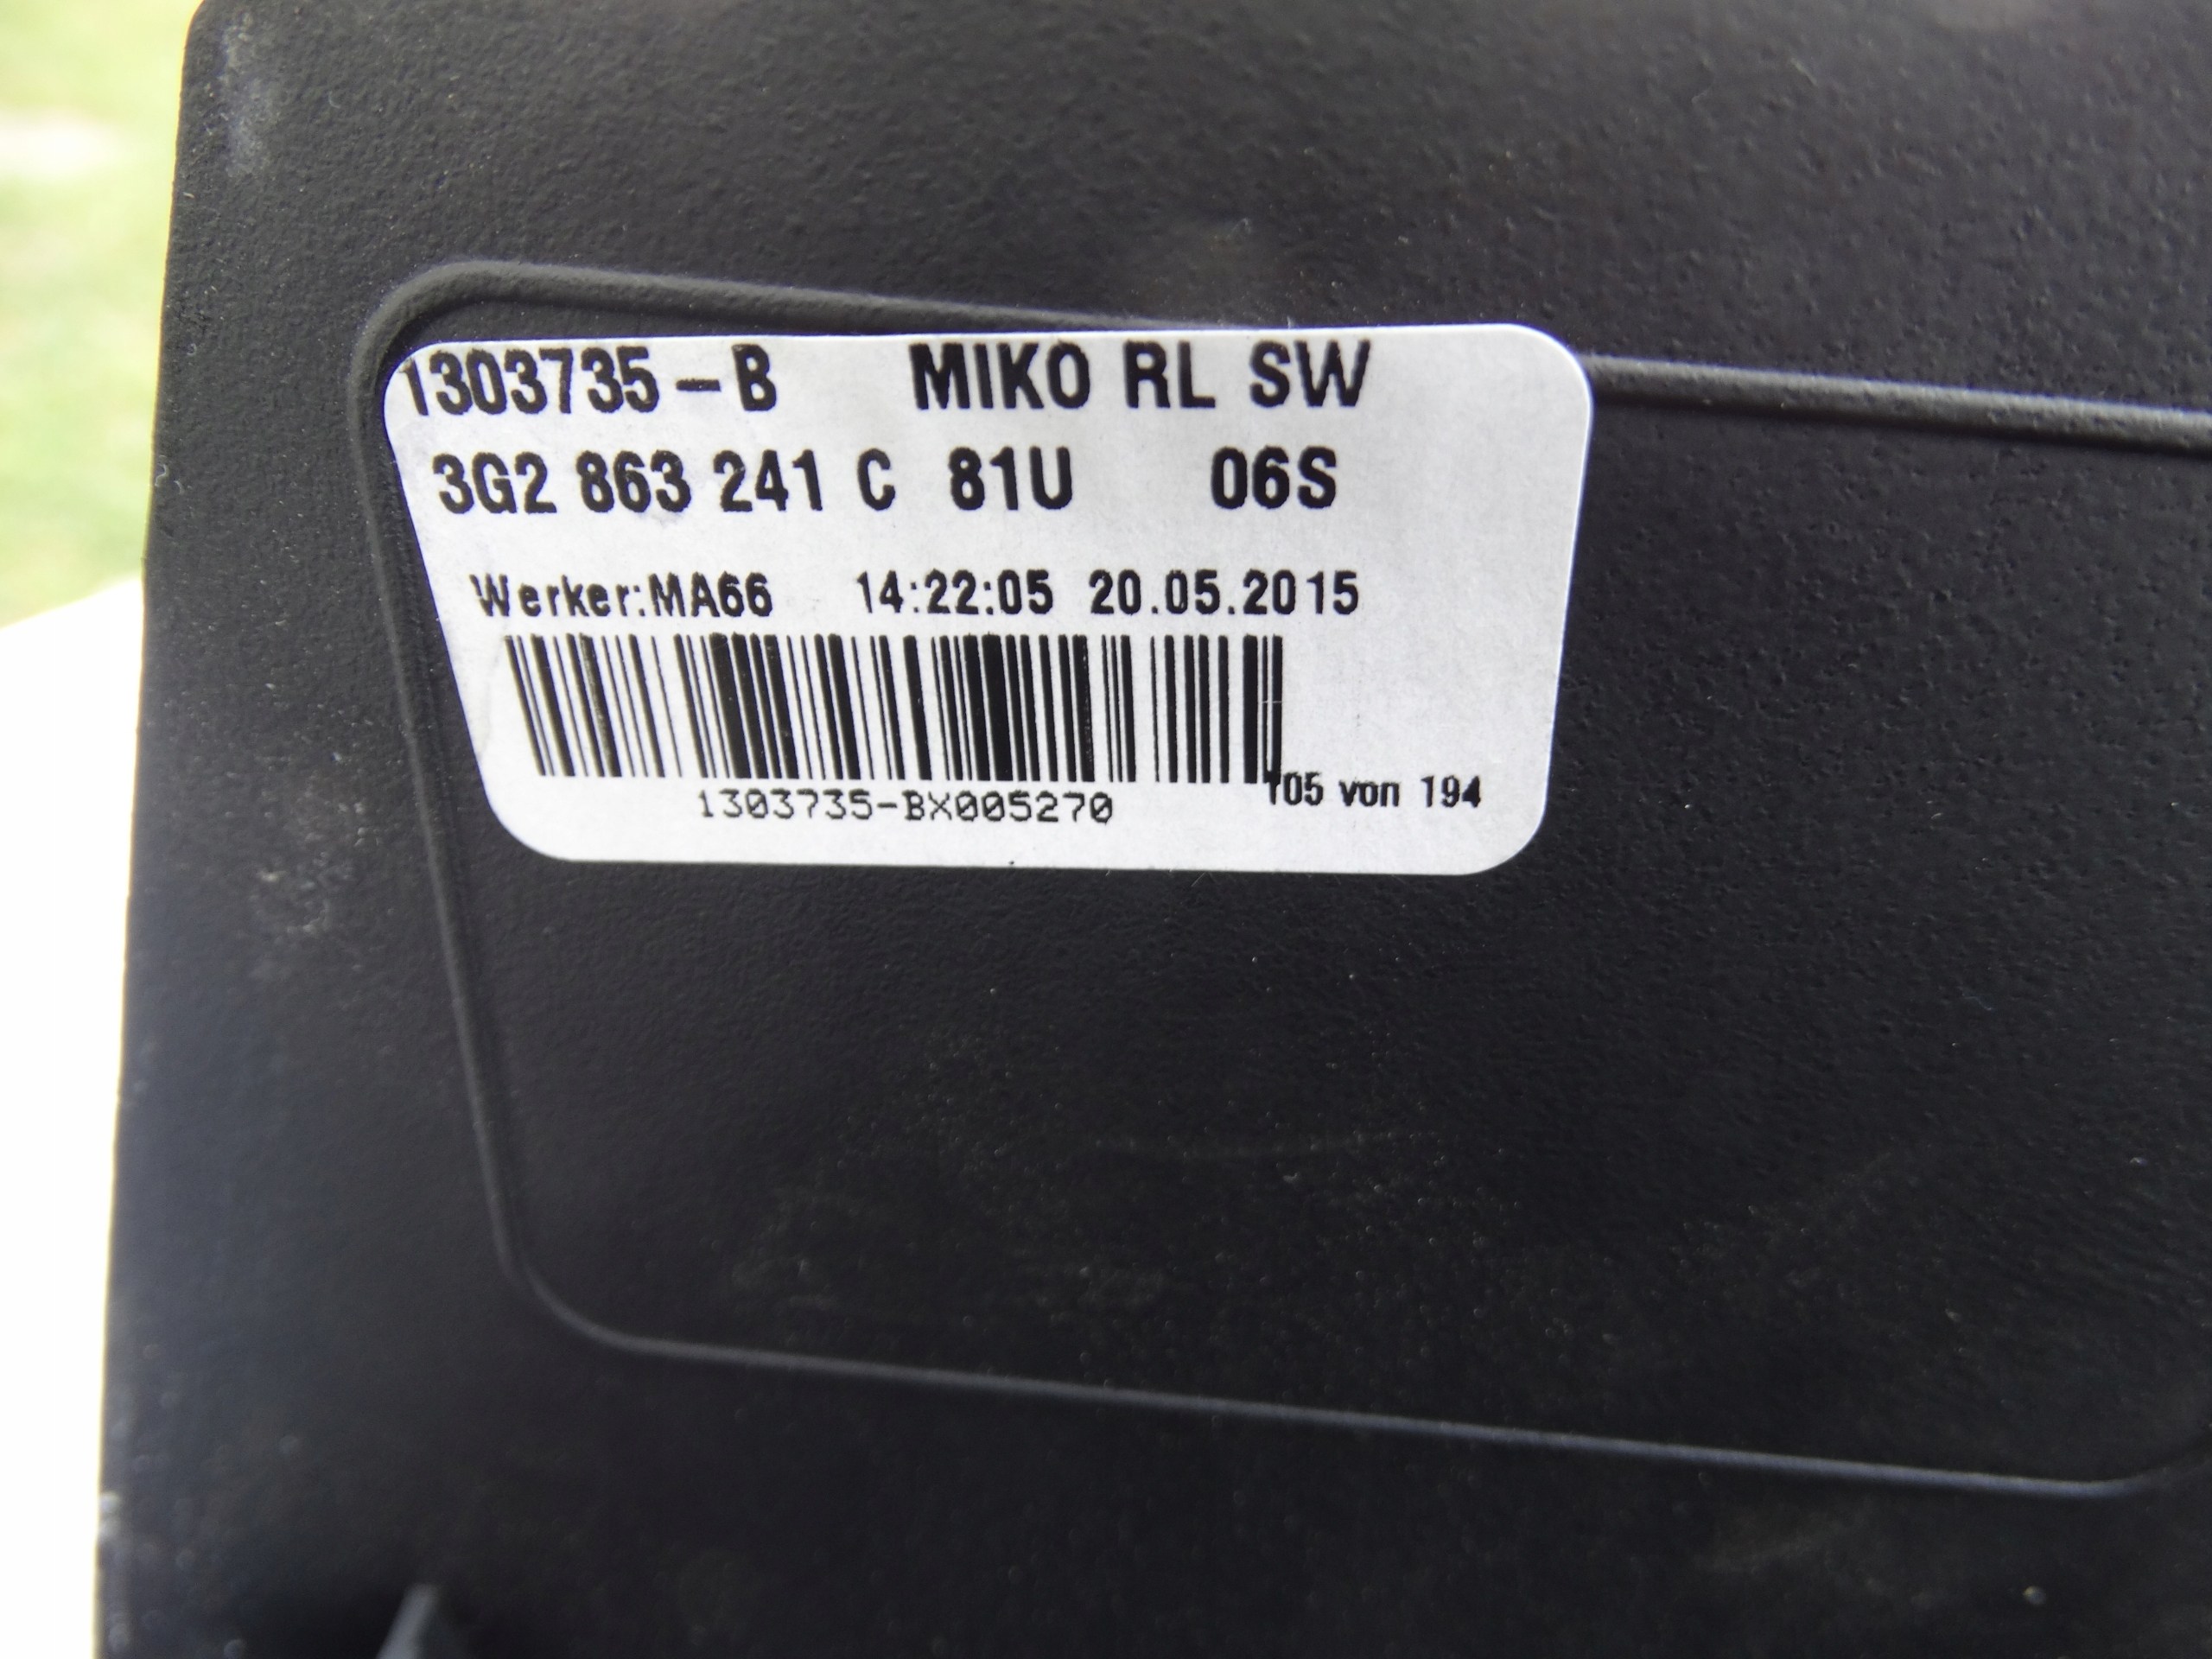 1303735-B MIKO RL SW
3G2 863 241 C 81U 06S
Werker:MA66 14:22:05 20.05.2015
1303735-BX005270
105 von 194